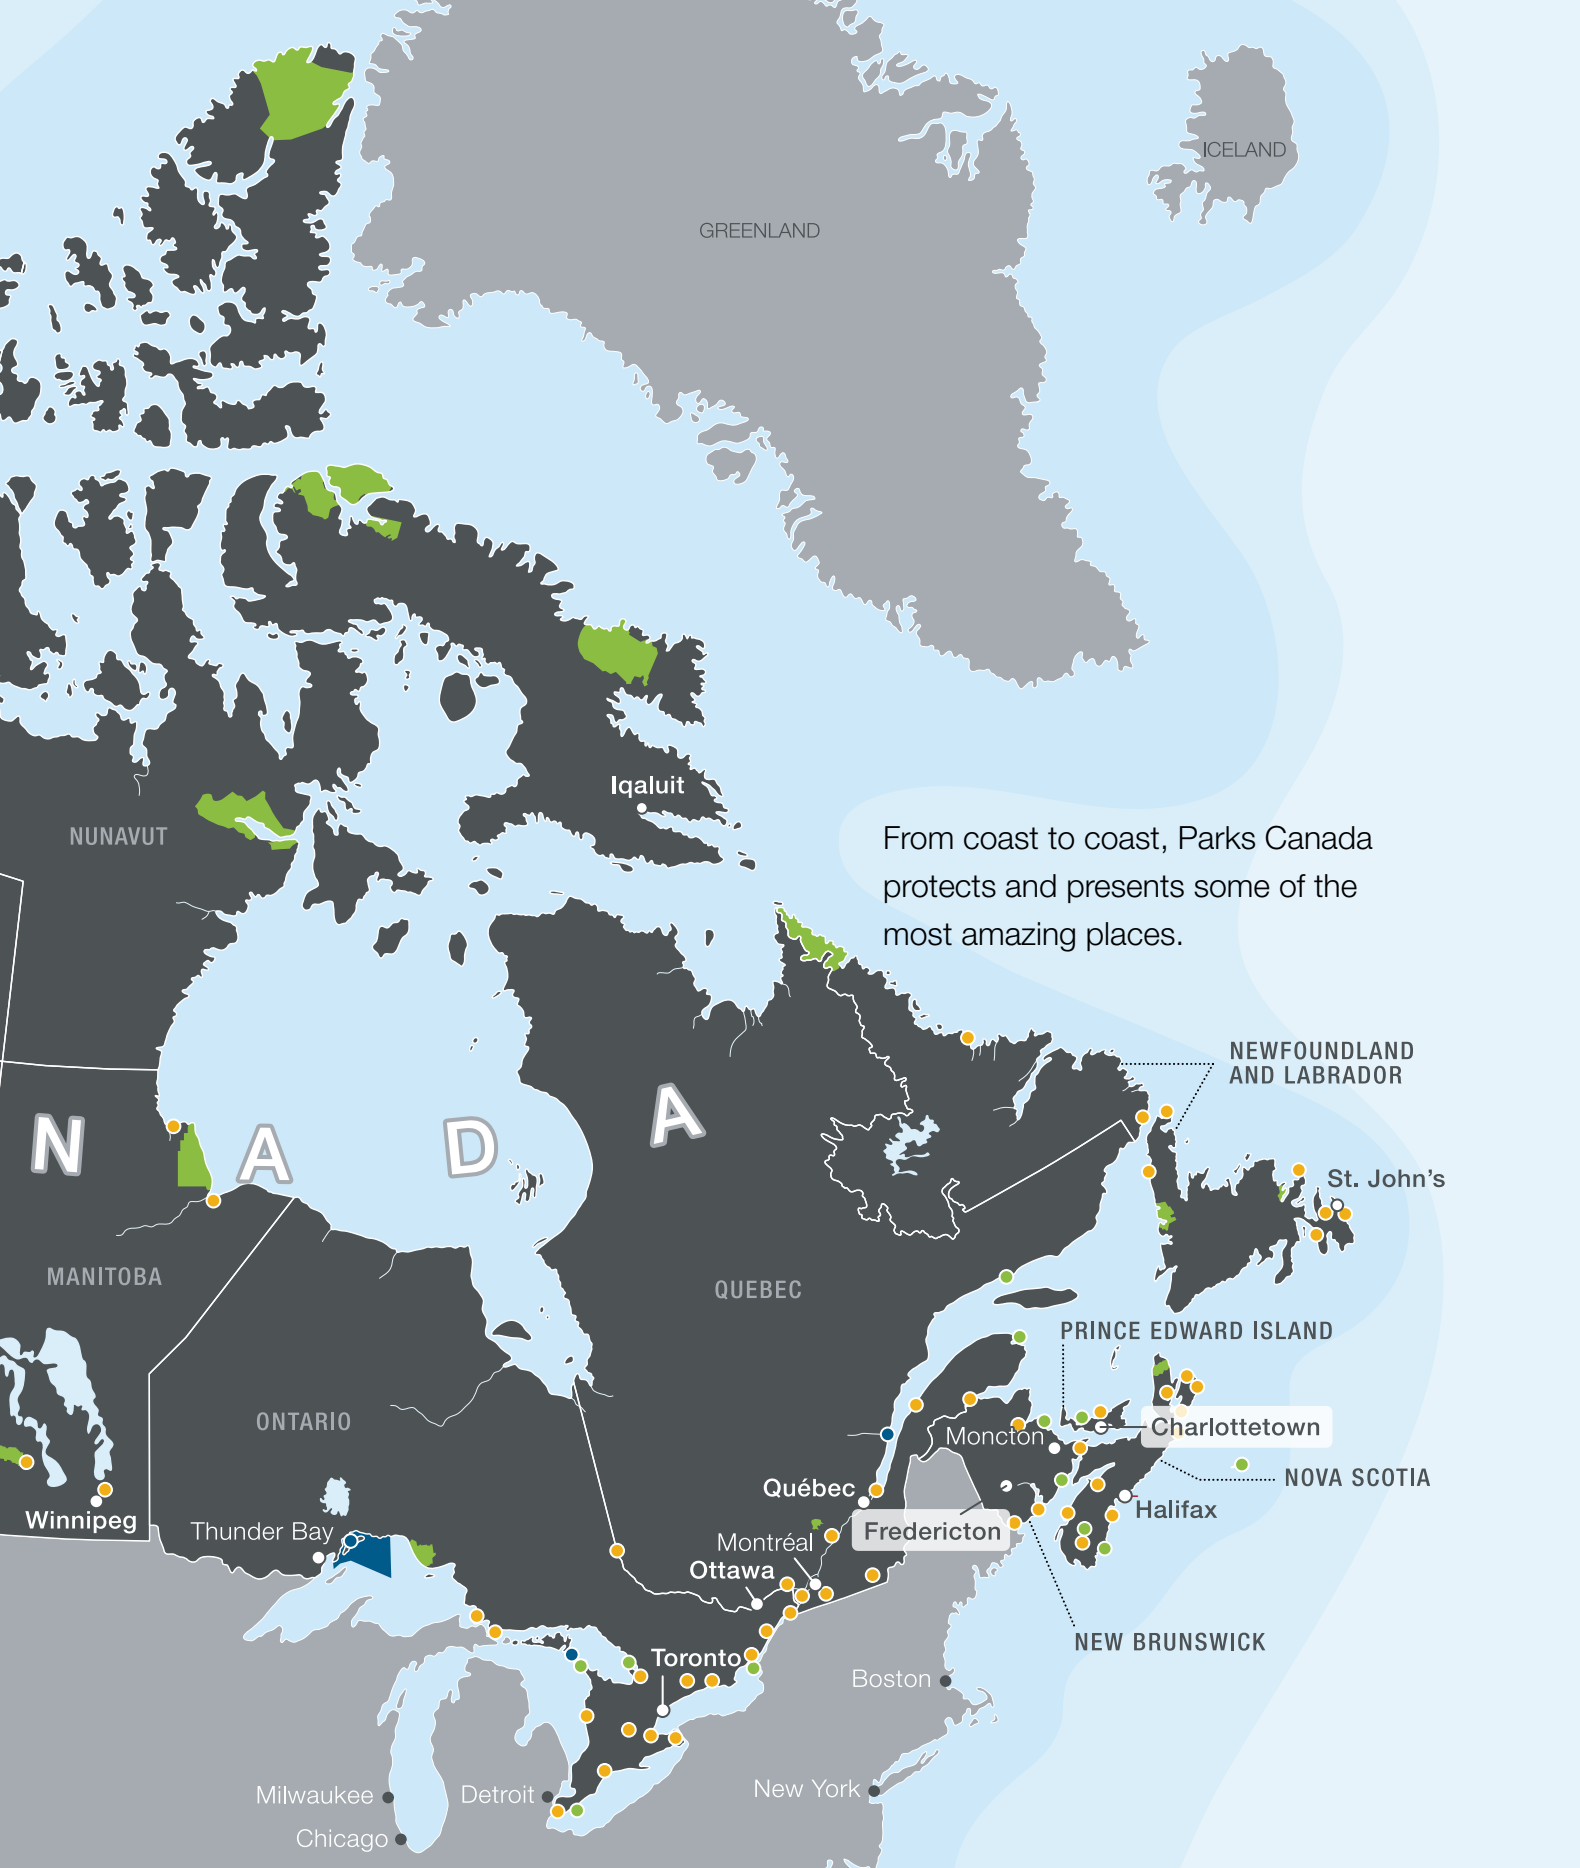 ICELAND
GREENLAND
Iqaluit
NUNAVUT
From coast to coast, Parks Canada
protects and presents some of the
most amazing places.
NEWFOUNDLAND
AND LABRADOR
N A D A
St. John's
MANITOBA
QUEBEC
PRINCE EDWARD ISLAND
ONTARIO
Charlottetown
Moncton
NOVA SCOTIA
Québec
Halifax
Winnipeg
Thunder Bay
Fredericton
Montréal
Ottawa
NEW BRUNSWICK
Toronto
Boston
New York
Milwaukee
Detroit
Chicago